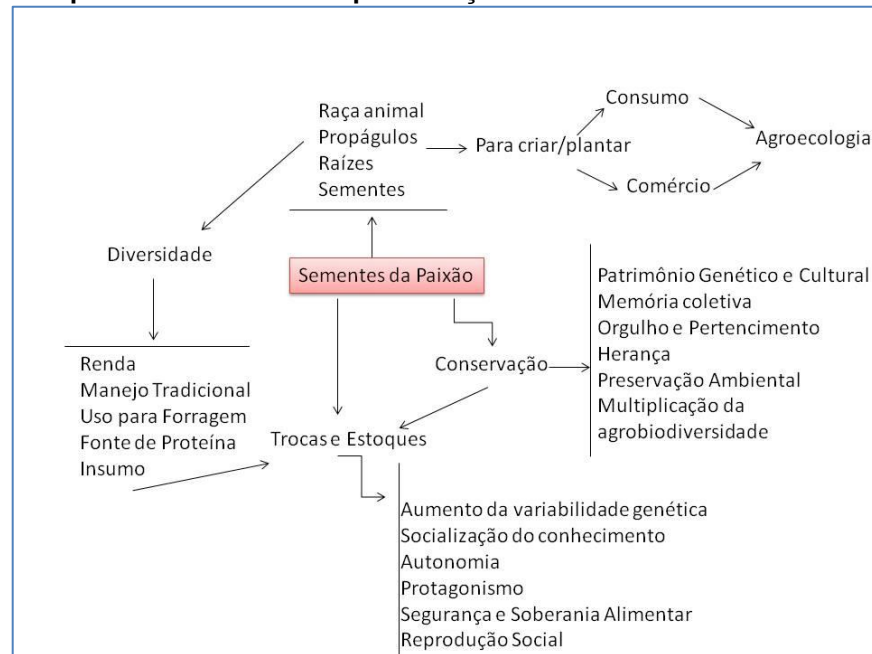 Consumo
Raça animal
Propágulos
Raízes
Sementes
Para criar/plantar
Agroecologia
Comércio
Diversidade
Sementes da Paixão
Patrimônio Genético e Cultural
Memória coletiva
Orgulho e Pertencimento
Herança
Preservação Ambiental
Multiplicação da
agrobiodiversidade
Conservação
Renda
Manejo Tradicional
Uso para Forragem
Fonte de Proteína
Insumo
Trocas e Estoques
Aumento da variabilidade genética
Socialização do conhecimento
Autonomia
Protagonismo
Segurança e Soberania Alimentar
Reprodução Social